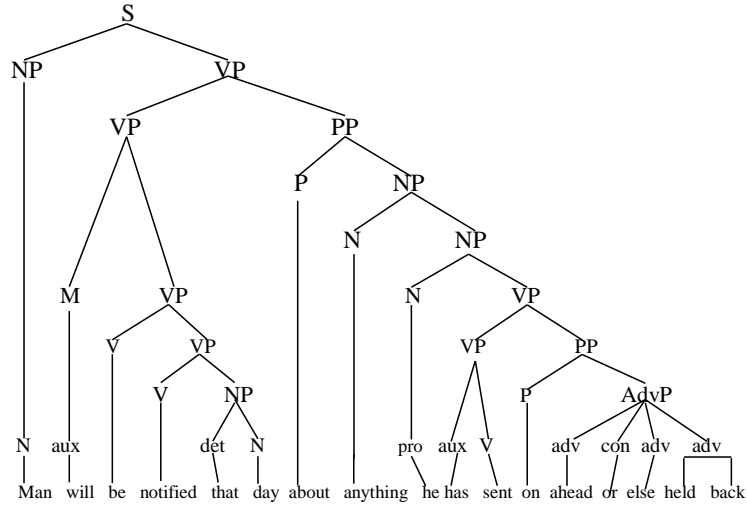 S
NP VP
VP PP
P NP
N NP
M VP N VP
V VP VP PP
V NP P AdvP
N aux det N pro aux V adv con adv adv
Man will be notified that day about anything he has sent on ahead or else held back